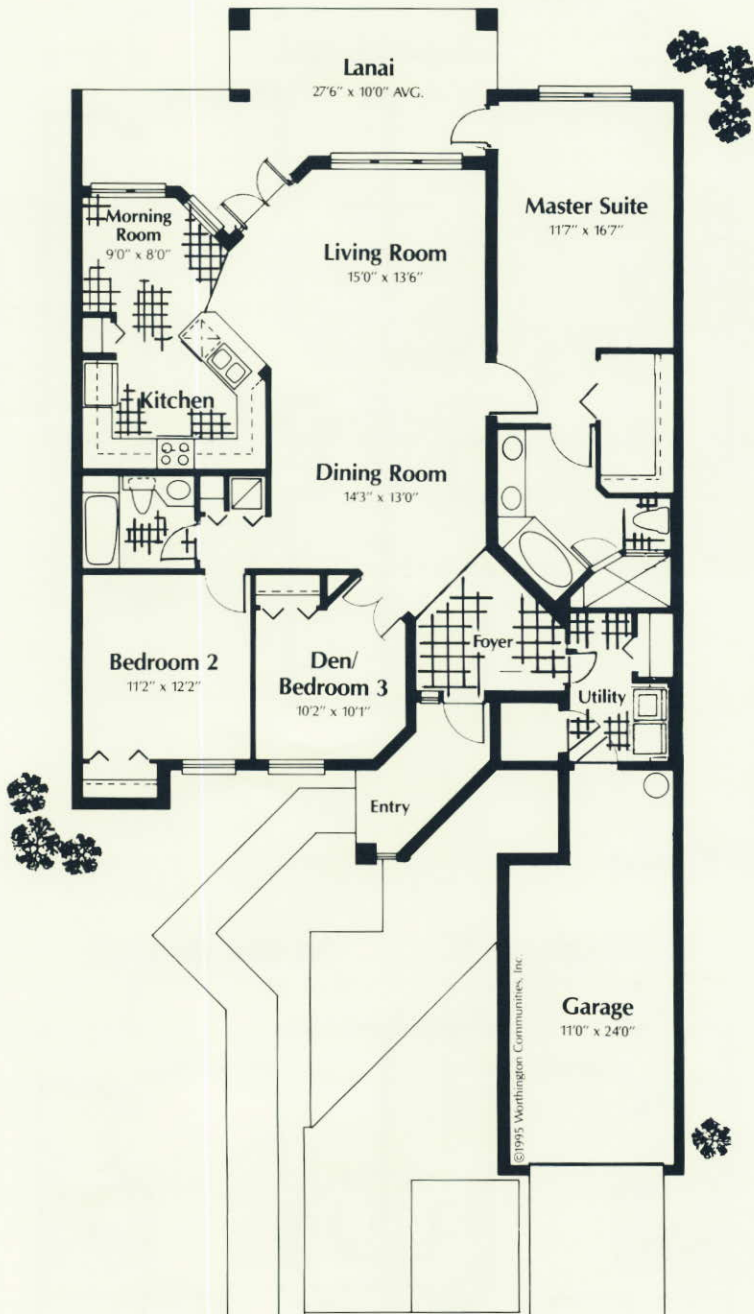 Lanai
27'6" x 10'0" AVG.
Morning
Room
9'0" x 8'0"
Living Room
15'0" x 13'6"
Master Suite
11'7" x 16'7"
Kitchen
Dining Room
14'3" x 13'0"
Bedroom 2
11'2" x 12'2"
Den/
Bedroom 3
10'2" x 10'1"
Foyer
Utility
Entry
Garage
11'0" x 24'0"
©1995 Worthington Communities, Inc.